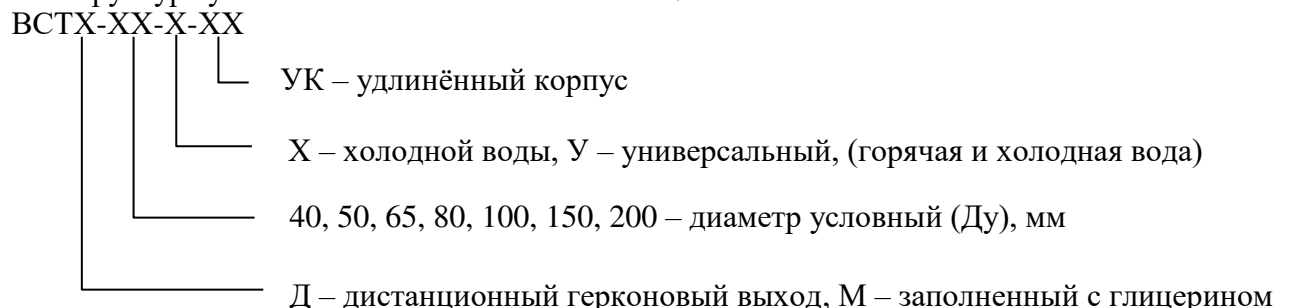 ВСТХ-ХХ-Х-ХХ
УК – удлинённый корпус
Х – холодной воды, У – универсальный, (горячая и холодная вода)
40, 50, 65, 80, 100, 150, 200 – диаметр условный (Ду), мм
Д – дистанционный герконовый выход, М – заполненный с глицерином